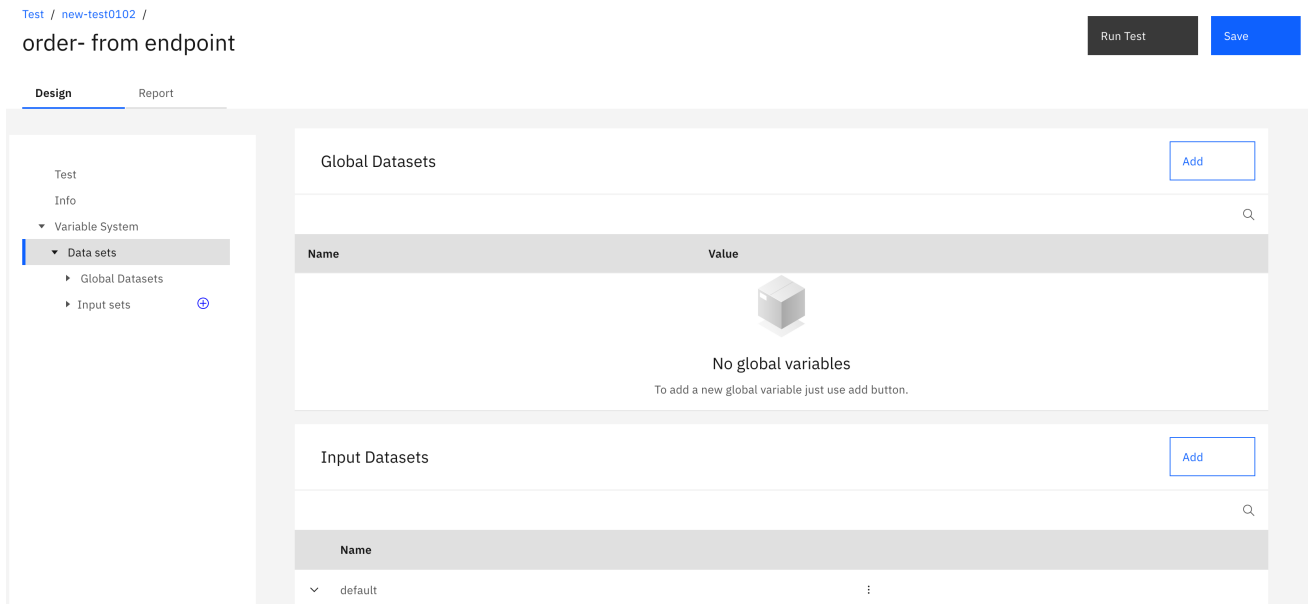 Test / new-test0102 /
order- from endpoint
Run Test
Save
Design
Report
Test
Info
Variable System
Data sets
Global Datasets
Input sets
Global Datasets
Add
Name
Value
No global variables
To add a new global variable just use add button.
Input Datasets
Add
Name
default